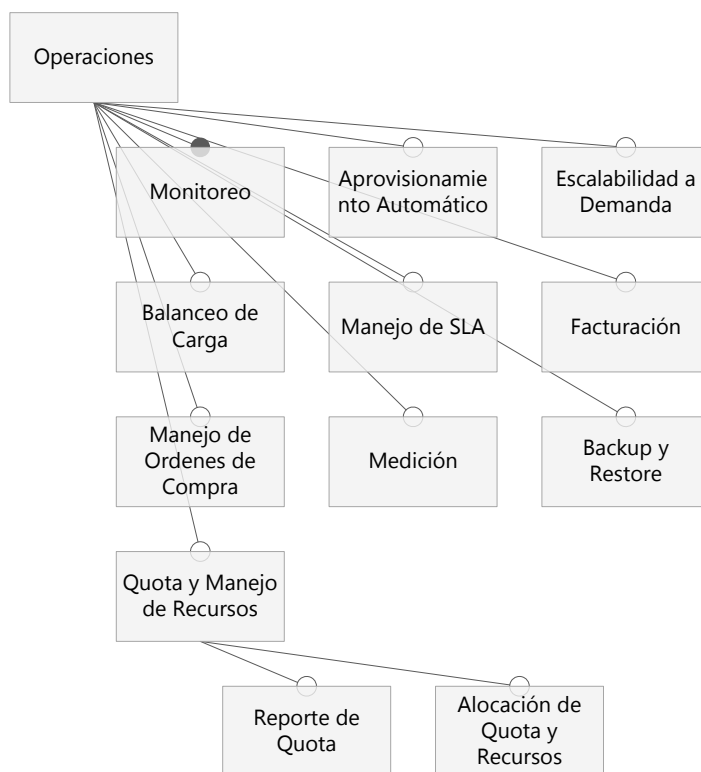 Operaciones
Monitoreo
Aprovisionamie
nto Automático
Escalabilidad a
Demanda
Balanceo de
Carga
Manejo de SLA
Facturación
Manejo de
Ordenes de
Compra
Medición
Backup y
Restore
Quota y Manejo
de Recursos
Reporte de
Quota
Alocación de
Quota y
Recursos